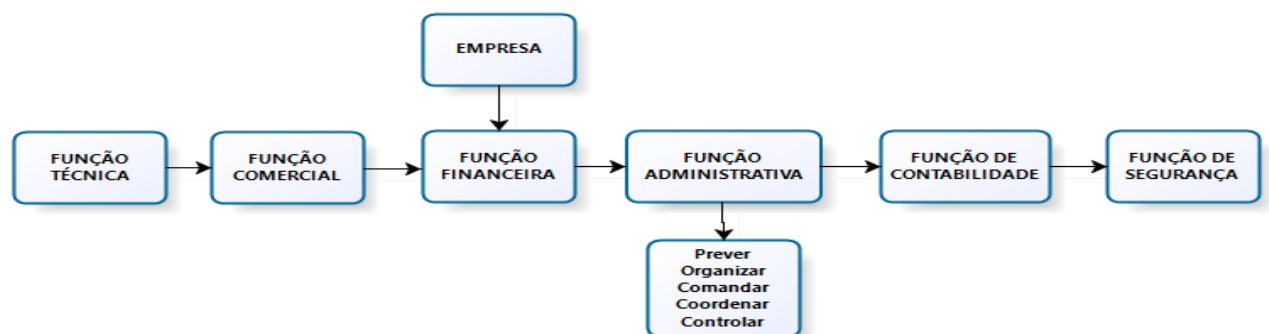 EMPRESA
FUNÇÃO
TÉCNICA
FUNÇÃO
COMERCIAL
FUNÇÃO
FINANCEIRA
FUNÇÃO
ADMINISTRATIVA
FUNÇÃO DE
CONTABILIDADE
FUNÇÃO DE
SEGURANÇA
Prever
Organizar
Comandar
Coordenar
Controlar